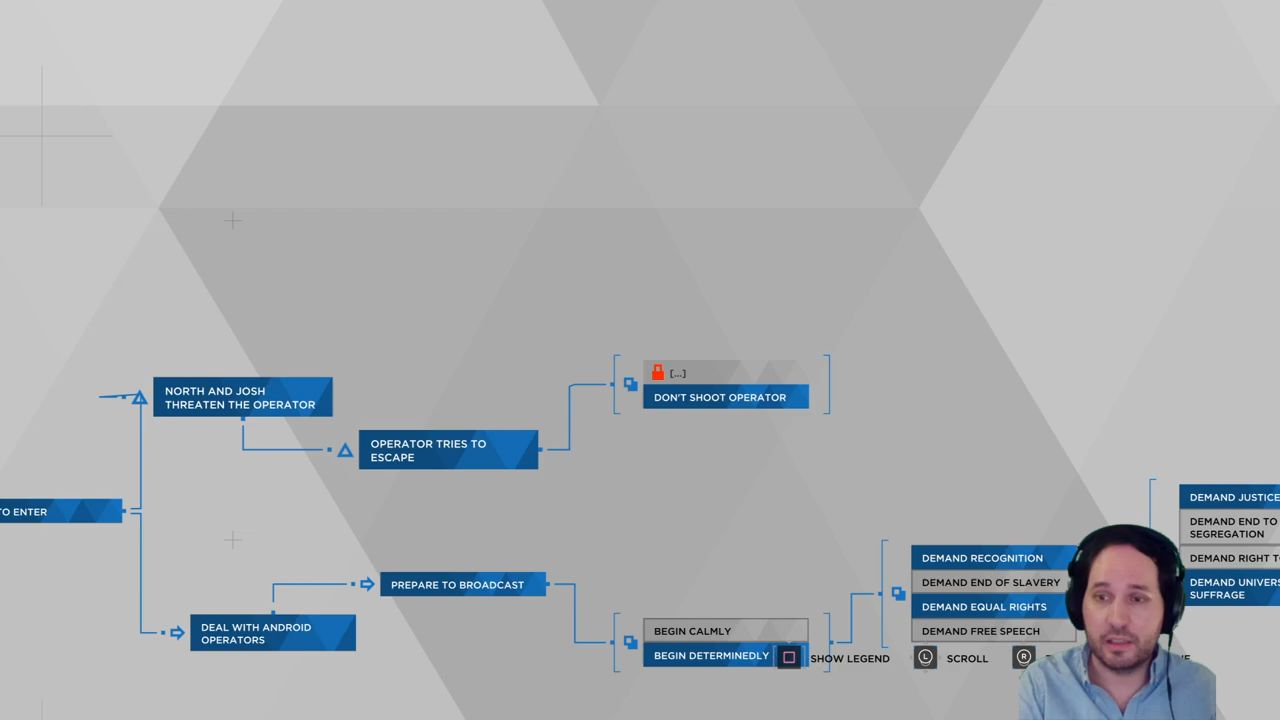 NORTH AND JOSH
THREATEN THE OPERATOR
OPERATOR TRIES TO
ESCAPE
[...]
DON'T SHOOT OPERATOR
TO ENTER
DEAL WITH ANDROID
OPERATORS
PREPARE TO BROADCAST
BEGIN CALMLY
BEGIN DETERMINEDLY
DEMAND RECOGNITION
DEMAND END OF SLAVERY
DEMAND EQUAL RIGHTS
DEMAND FREE SPEECH
DEMAND JUSTICE
DEMAND END TO
SEGREGATION
DEMAND RIGHT
DEMAND
SUFFRAGE
SHOW LEGEND
L
SCROLL
R